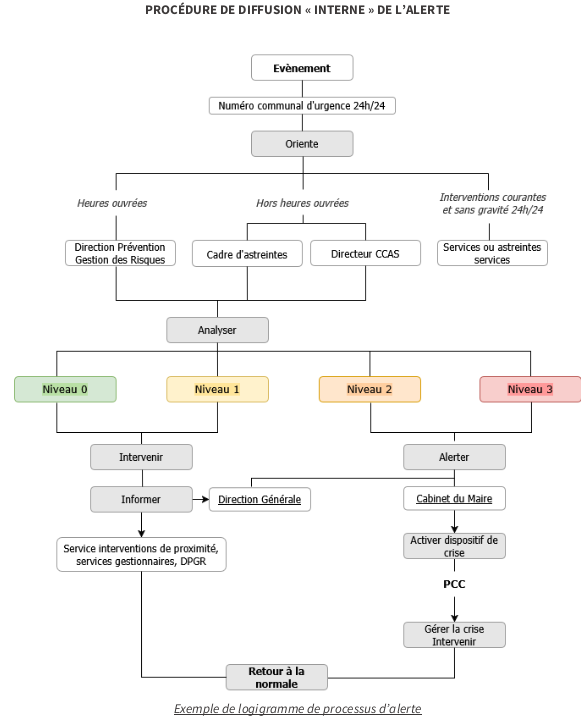 PROCÉDURE DE DIFFUSION « INTERNE » DE L’ALERTE
Evènement
Numéro communal d'urgence 24h/24
Oriente
Heures ouvrées
Hors heures ouvrées
Interventions courantes
et sans gravité 24h/24
Direction Prévention
Gestion des Risques
Cadre d'astreintes
Directeur CCAS
Services ou astreintes
services
Analyser
Niveau 0
Niveau 1
Niveau 2
Niveau 3
Intervenir
Alerter
Informer
Direction Générale
Cabinet du Maire
Service interventions de proximité,
services gestionnaires, DPGR
Activer dispositif de
crise
PCC
Gérer la crise
Intervenir
Retour à la
normale
Exemple de logigramme de processus d’alerte